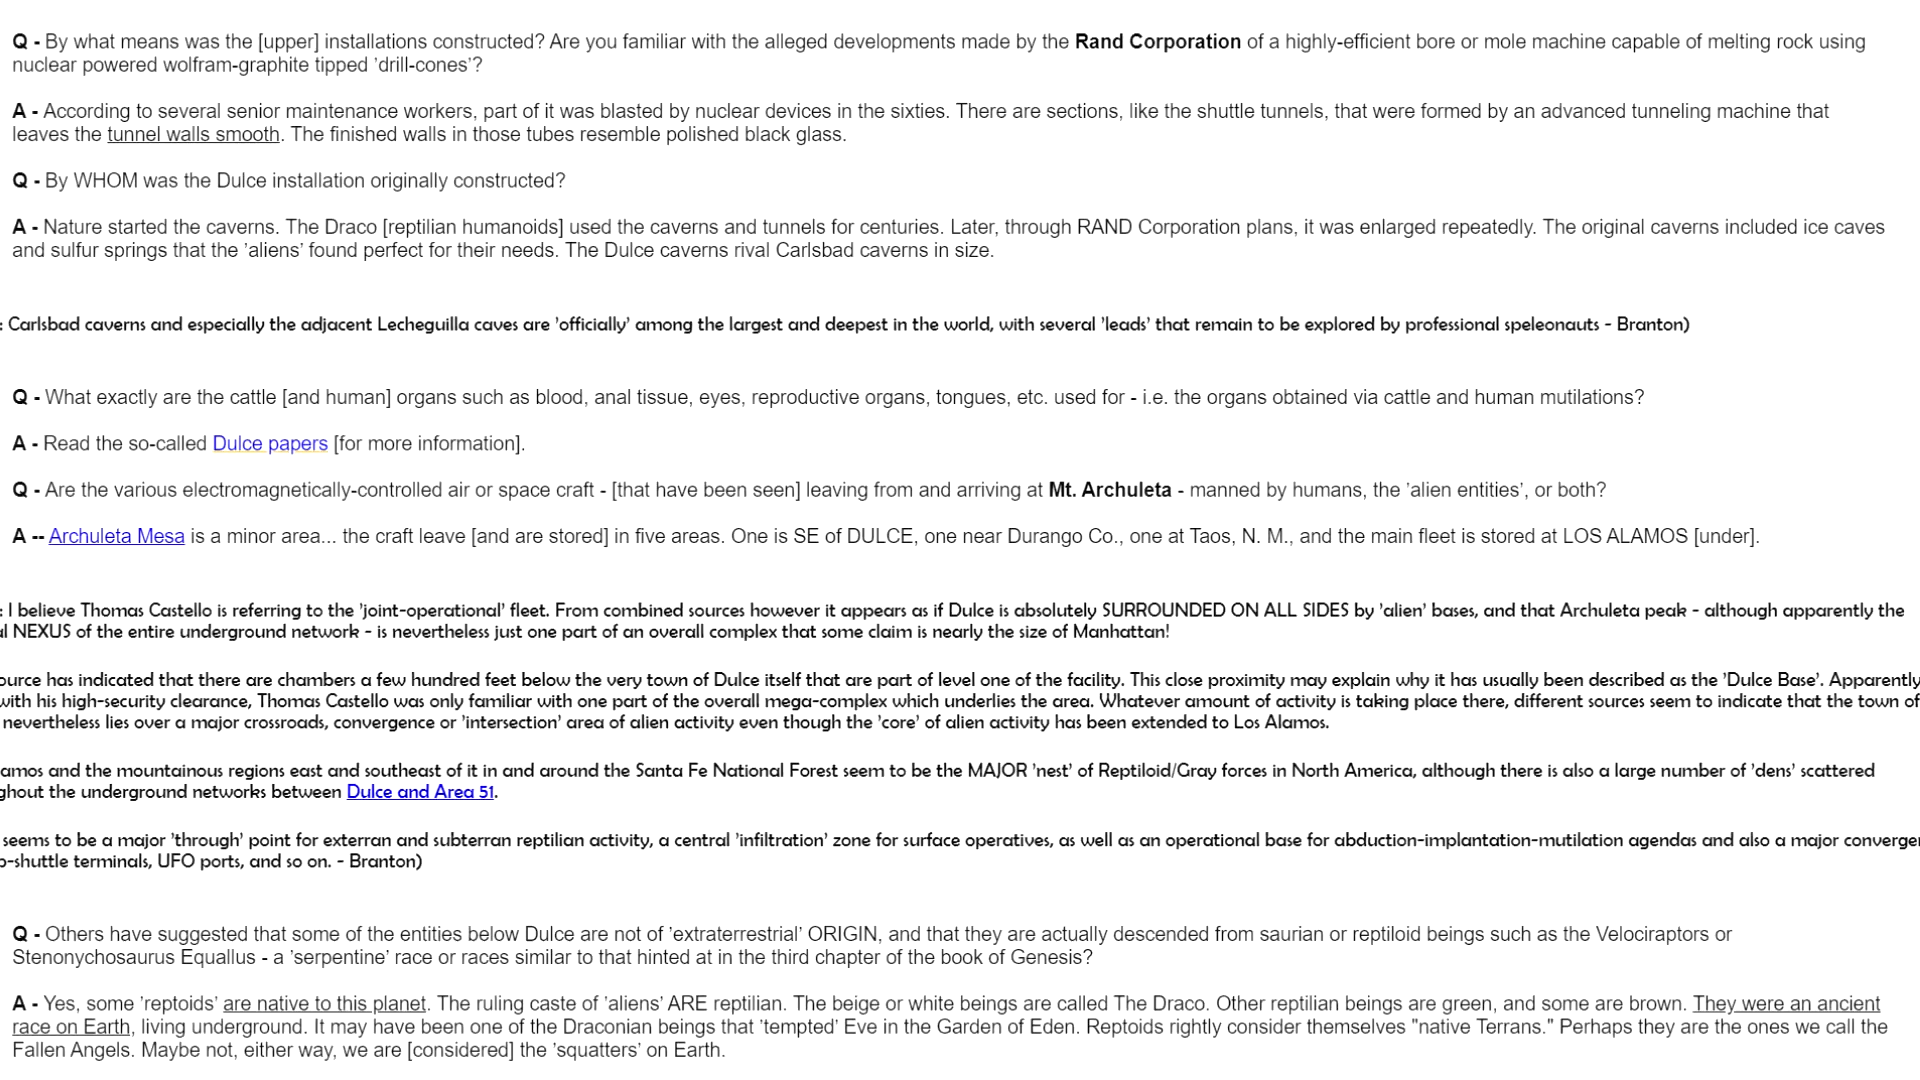 Q - By what means was the [upper] installations constructed? Are you familiar with the alleged developments made by the Rand Corporation of a highly-efficient bore or mole machine capable of melting rock using
nuclear powered wolfram-graphite tipped 'drill-cones'?
A - According to several senior maintenance workers, part of it was blasted by nuclear devices in the sixties. There are sections, like the shuttle tunnels, that were formed by an advanced tunneling machine that
leaves the tunnel walls smooth. The finished walls in those tubes resemble polished black glass.
Q - By WHOM was the Dulce installation originally constructed?
A - Nature started the caverns. The Draco [reptilian humanoids] used the caverns and tunnels for centuries. Later, through RAND Corporation plans, it was enlarged repeatedly. The original caverns included ice caves
and sulfur springs that the 'aliens' found perfect for their needs. The Dulce caverns rival Carlsbad caverns in size.
: Carlsbad caverns and especially the adjacent Lecheguilla caves are 'officially' among the largest and deepest in the world, with several 'leads' that remain to be explored by professional speleonauts - Branton)
Q - What exactly are the cattle [and human] organs such as blood, anal tissue, eyes, reproductive organs, tongues, etc. used for - i.e. the organs obtained via cattle and human mutilations?
A - Read the so-called Dulce papers [for more information].
Q - Are the various electromagnetically-controlled air or space craft - [that have been seen] leaving from and arriving at Mt. Archuleta - manned by humans, the 'alien entities', or both?
A -- Archuleta Mesa is a minor area... the craft leave [and are stored] in five areas. One is SE of DULCE, one near Durango Co., one at Taos, N. M., and the main fleet is stored at LOS ALAMOS [under].
: I believe Thomas Castello is referring to the 'joint-operational' fleet. From combined sources however it appears as if Dulce is absolutely SURROUNDED ON ALL SIDES by 'alien' bases, and that Archuleta peak - although apparently the
l NEXUS of the entire underground network - is nevertheless just one part of an overall complex that some claim is nearly the size of Manhattan!
ource has indicated that there are chambers a few hundred feet below the very town of Dulce itself that are part of level one of the facility. This close proximity may explain why it has usually been described as the 'Dulce Base'. Apparently
with his high-security clearance, Thomas Castello was only familiar with one part of the overall mega-complex which underlies the area. Whatever amount of activity is taking place there, different sources seem to indicate that the town of
nevertheless lies over a major crossroads, convergence or 'intersection' area of alien activity even though the 'core' of alien activity has been extended to Los Alamos.
amos and the mountainous regions east and southeast of it in and around the Santa Fe National Forest seem to be the MAJOR 'nest' of Reptiloid/Gray forces in North America, although there is also a large number of 'dens' scattered
ghout the underground networks between Dulce and Area 51.
seems to be a major 'through' point for exterran and subterran reptilian activity, a central 'infiltration' zone for surface operatives, as well as an operational base for abduction-implantation-mutilation agendas and also a major converge
-shuttle terminals, UFO ports, and so on. - Branton)
Q - Others have suggested that some of the entities below Dulce are not of 'extraterrestrial' ORIGIN, and that they are actually descended from saurian or reptiloid beings such as the Velociraptors or
Stenonychosaurus Equallus - a 'serpentine' race or races similar to that hinted at in the third chapter of the book of Genesis?
A - Yes, some 'reptoids' are native to this planet. The ruling caste of 'aliens' ARE reptilian. The beige or white beings are called The Draco. Other reptilian beings are green, and some are brown. They were an ancient
race on Earth, living underground. It may have been one of the Draconian beings that 'tempted' Eve in the Garden of Eden. Reptoids rightly consider themselves "native Terrans." Perhaps they are the ones we call the
Fallen Angels. Maybe not, either way, we are [considered] the 'squatters' on Earth.